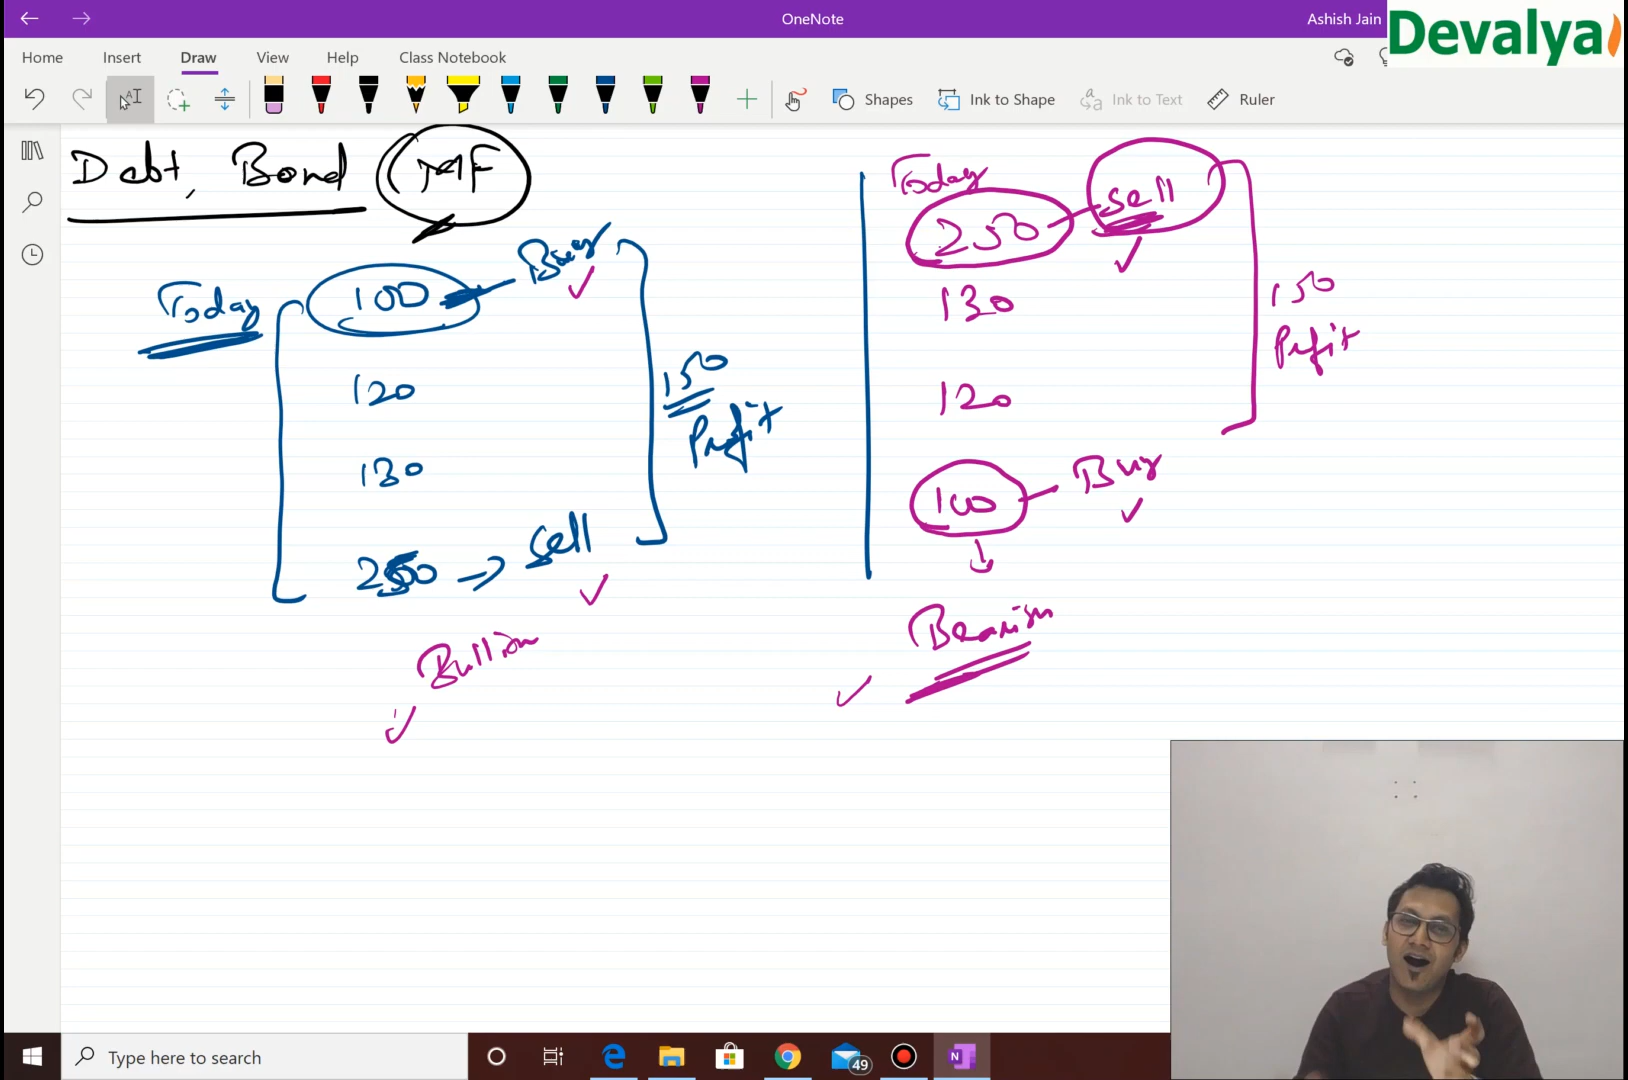 OneNote
Ashish Jain
Devalya
Home Insert Draw View Help Class Notebook
Shapes Ink to Shape Ink to Text Ruler
Debt, Bond MF
Today 100 Buy
120
130
250 → Sell
150
Profit
Today
250 Sell
130
120
100 Buy
150
Profit
Bearish
Type here to search
49
N